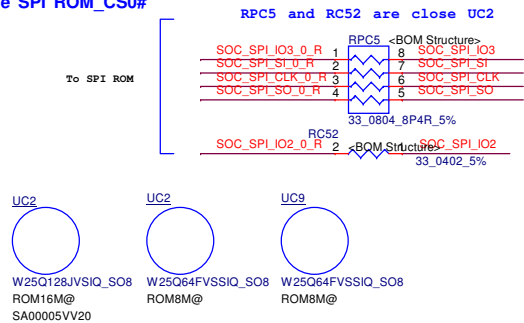 e SPI ROM_CS0#
RPC5 and RC52 are close UC2
RPC5 <BOM Structure>
SOC_SPI_IO3_0_R 1 8 SOC_SPI_IO3
SOC_SPI_SI_0_R 2 7 SOC_SPI_SI
To SPI ROM
SOC_SPI_CLK_0_R 3 6 SOC_SPI_CLK
SOC_SPI_SO_0_R 4 5 SOC_SPI_SO
33_0804_8P4R_5%
RC52
SOC_SPI_IO2_0_R 2 <BOM Structure> 1 SOC_SPI_IO2
33_0402_5%
UC2 UC2 UC9
W25Q128JVSIQ_SO8 W25Q64FVSSIQ_SO8 W25Q64FVSSIQ_SO8
ROM16M@ ROM8M@ ROM8M@
SA00005VV20